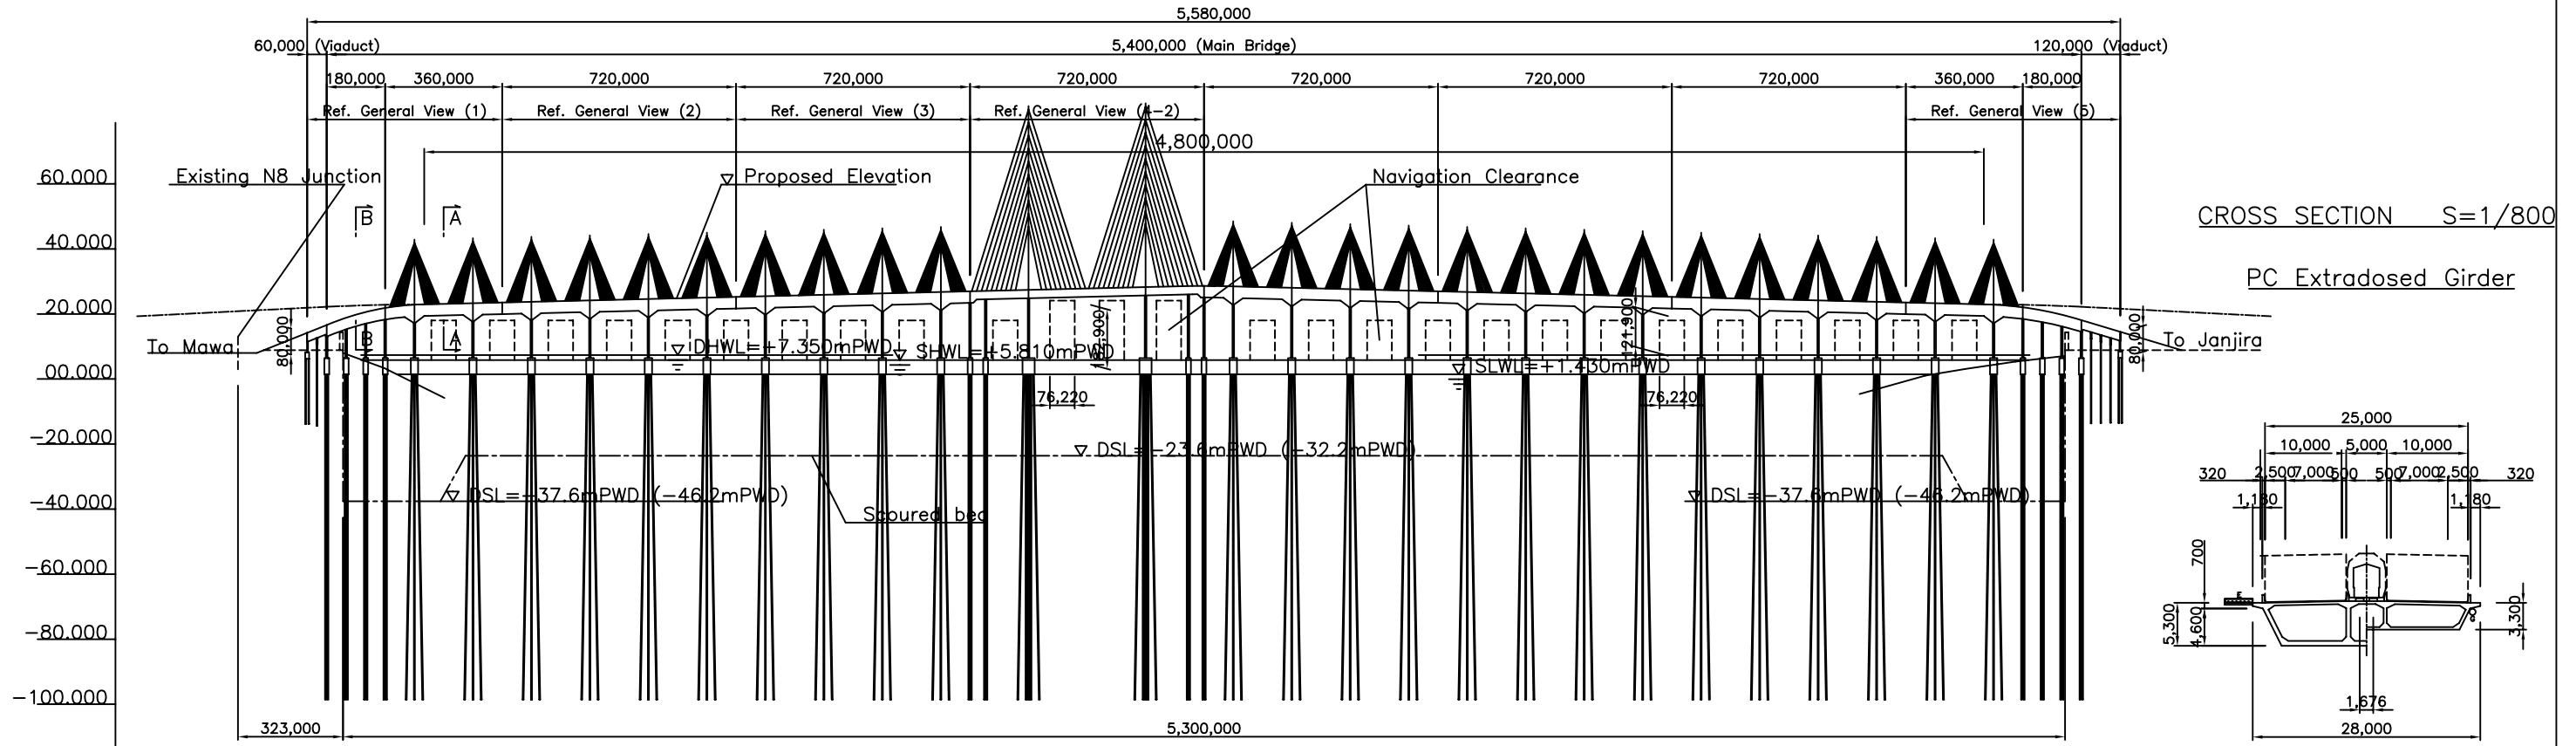 5,580,000
60,000 (Viaduct)
5,400,000 (Main Bridge)
120,000 (Viaduct)
180,000
360,000
720,000
720,000
720,000
720,000
720,000
720,000
360,000
180,000
Ref. General View (1)
Ref. General View (2)
Ref. General View (3)
Ref. General View (4-2)
Ref. General View (5)
4,800,000
Existing N8 Junction
Proposed Elevation
Navigation Clearance
60.000
40.000
20.000
00.000
-20.000
-40.000
-60.000
-80.000
-100.000
B
A
B
A
To Mawa
80,000
DHWL=+7.350mPWD
SHWL=+5.810mPWD
SLWL=+1.430mPWD
121,900
To Janjira
80,000
76,220
76,220
DSL=-23.6mPWD (-32.2mPWD)
DSL=-37.6mPWD (-46.2mPWD)
DSL=-37.6mPWD (-46.2mPWD)
Scoured bed
323,000
5,300,000
CROSS SECTION S=1/800
PC Extradosed Girder
25,000
10,000
5,000
10,000
320
2,500
7,000
500
500
7,000
2,500
320
1,180
1,180
700
5,300
4,600
3,300
1,676
28,000